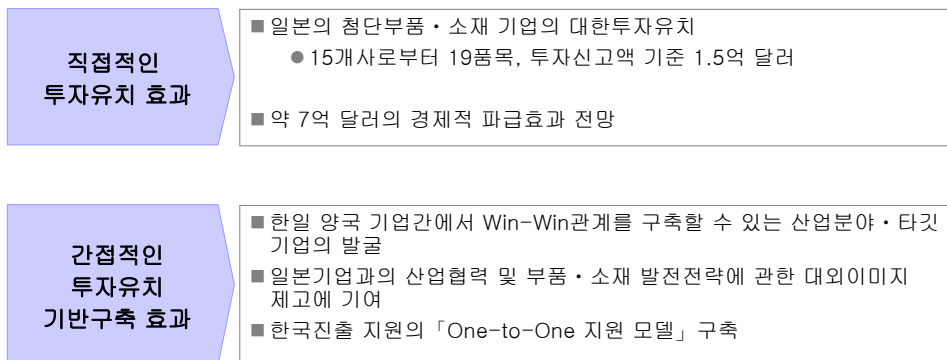 직접적인
투자유치 효과
■ 일본의 첨단부품・소재 기업의 대한투자유치
● 15개사로부터 19품목, 투자신고액 기준 1.5억 달러
■ 약 7억 달러의 경제적 파급효과 전망
간접적인
투자유치
기반구축 효과
■ 한일 양국 기업간에서 Win-Win관계를 구축할 수 있는 산업분야・타깃
기업의 발굴
■ 일본기업과의 산업협력 및 부품・소재 발전전략에 관한 대외이미지
제고에 기여
■ 한국진출 지원의「One-to-One 지원 모델」구축